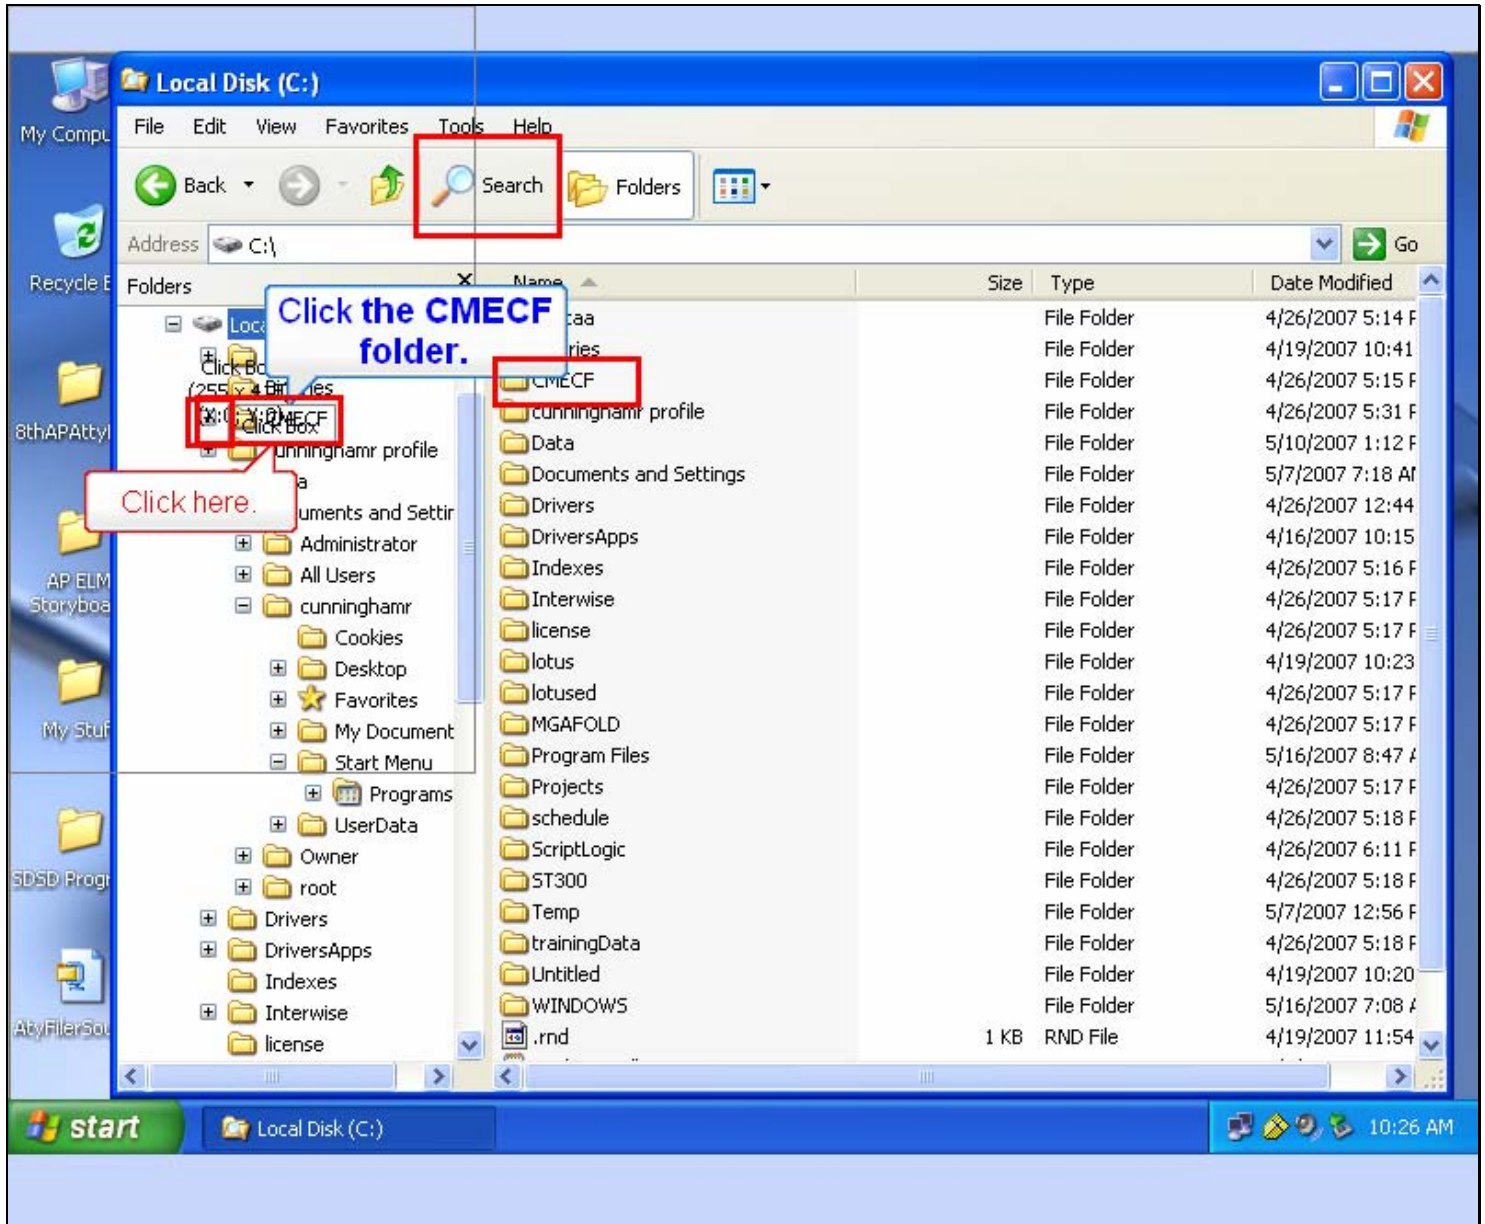 Local Disk (C:)
My Compu
File Edit View Favorites Tools Help
Back Search Folders
Address C:\ Go
Recycle B
Folders X Name Size Type Date Modified
Click the CMECF
folder.
Loc
caa File Folder 4/26/2007 5:14 P
ries File Folder 4/19/2007 10:41
Click Bo
CMECF File Folder 4/26/2007 5:15 P
cunninghamr profile File Folder 4/26/2007 5:31 P
8thAPAttyl
CMECF
Click Box
Data File Folder 5/10/2007 1:12 P
unninghamr profile
Documents and Settings File Folder 5/7/2007 7:18 AM
Click here.
a
uments and Settir
Drivers File Folder 4/26/2007 12:44
Administrator
DriversApps File Folder 4/16/2007 10:15
AP ELM
Storyboa
All Users
Indexes File Folder 4/26/2007 5:16 P
cunninghamr
Interwise File Folder 4/26/2007 5:17 P
Cookies
license File Folder 4/26/2007 5:17 P
Desktop
lotus File Folder 4/19/2007 10:23
Favorites
lotused File Folder 4/26/2007 5:17 P
My Stuf
My Document
MGAFOLD File Folder 4/26/2007 5:17 P
Start Menu
Program Files File Folder 5/16/2007 8:47 A
Programs
Projects File Folder 4/26/2007 5:17 P
UserData
schedule File Folder 4/26/2007 5:18 P
Owner
ScriptLogic File Folder 4/26/2007 6:11 P
SDSD Progr
root
ST300 File Folder 4/26/2007 5:18 P
Drivers
Temp File Folder 5/7/2007 12:56 P
DriversApps
trainingData File Folder 4/26/2007 5:18 P
Indexes
Untitled File Folder 4/19/2007 10:20
Interwise
WINDOWS File Folder 5/16/2007 7:08 A
AtyFilerSou
license
.rnd 1 KB RND File 4/19/2007 11:54
start Local Disk (C:) 10:26 AM